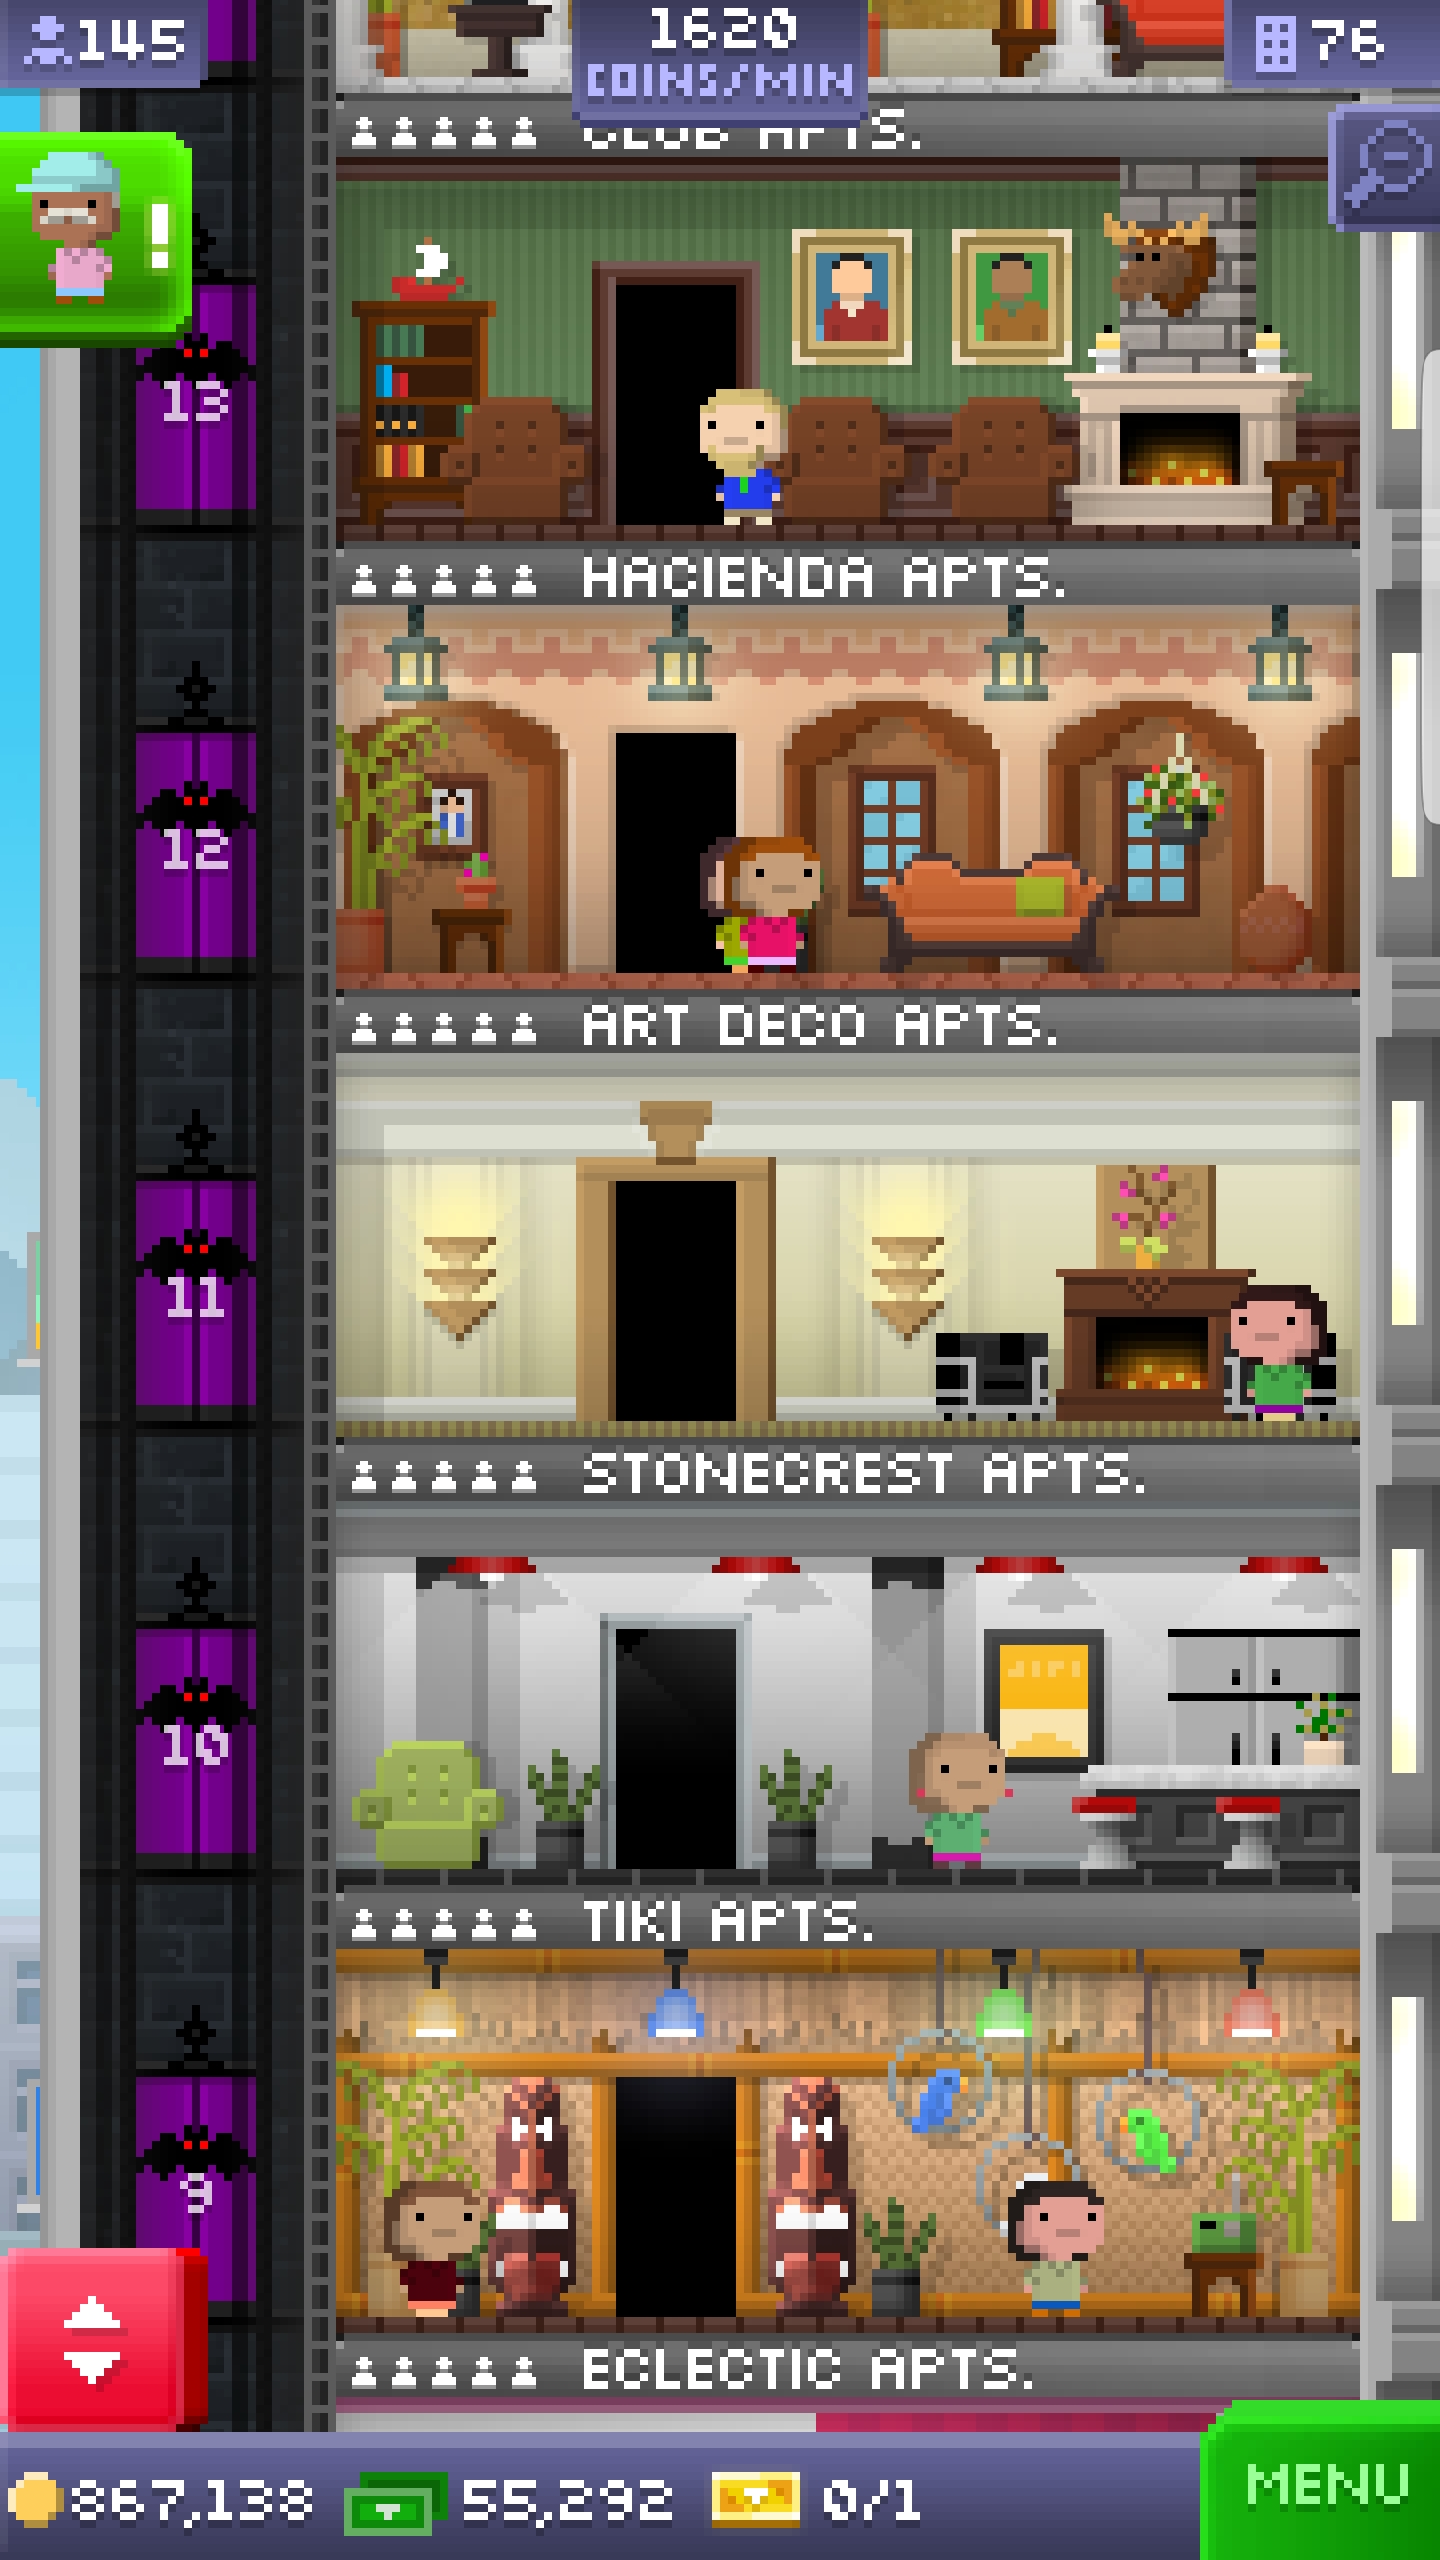 145
1620
76
COINS/MIN
CLUB APTS.
!
13
HACIENDA APTS.
12
ART DECO APTS.
11
STONECREST APTS.
10
TIKI APTS.
9
ECLECTIC APTS.
867,138 55,292 0/1
MENU